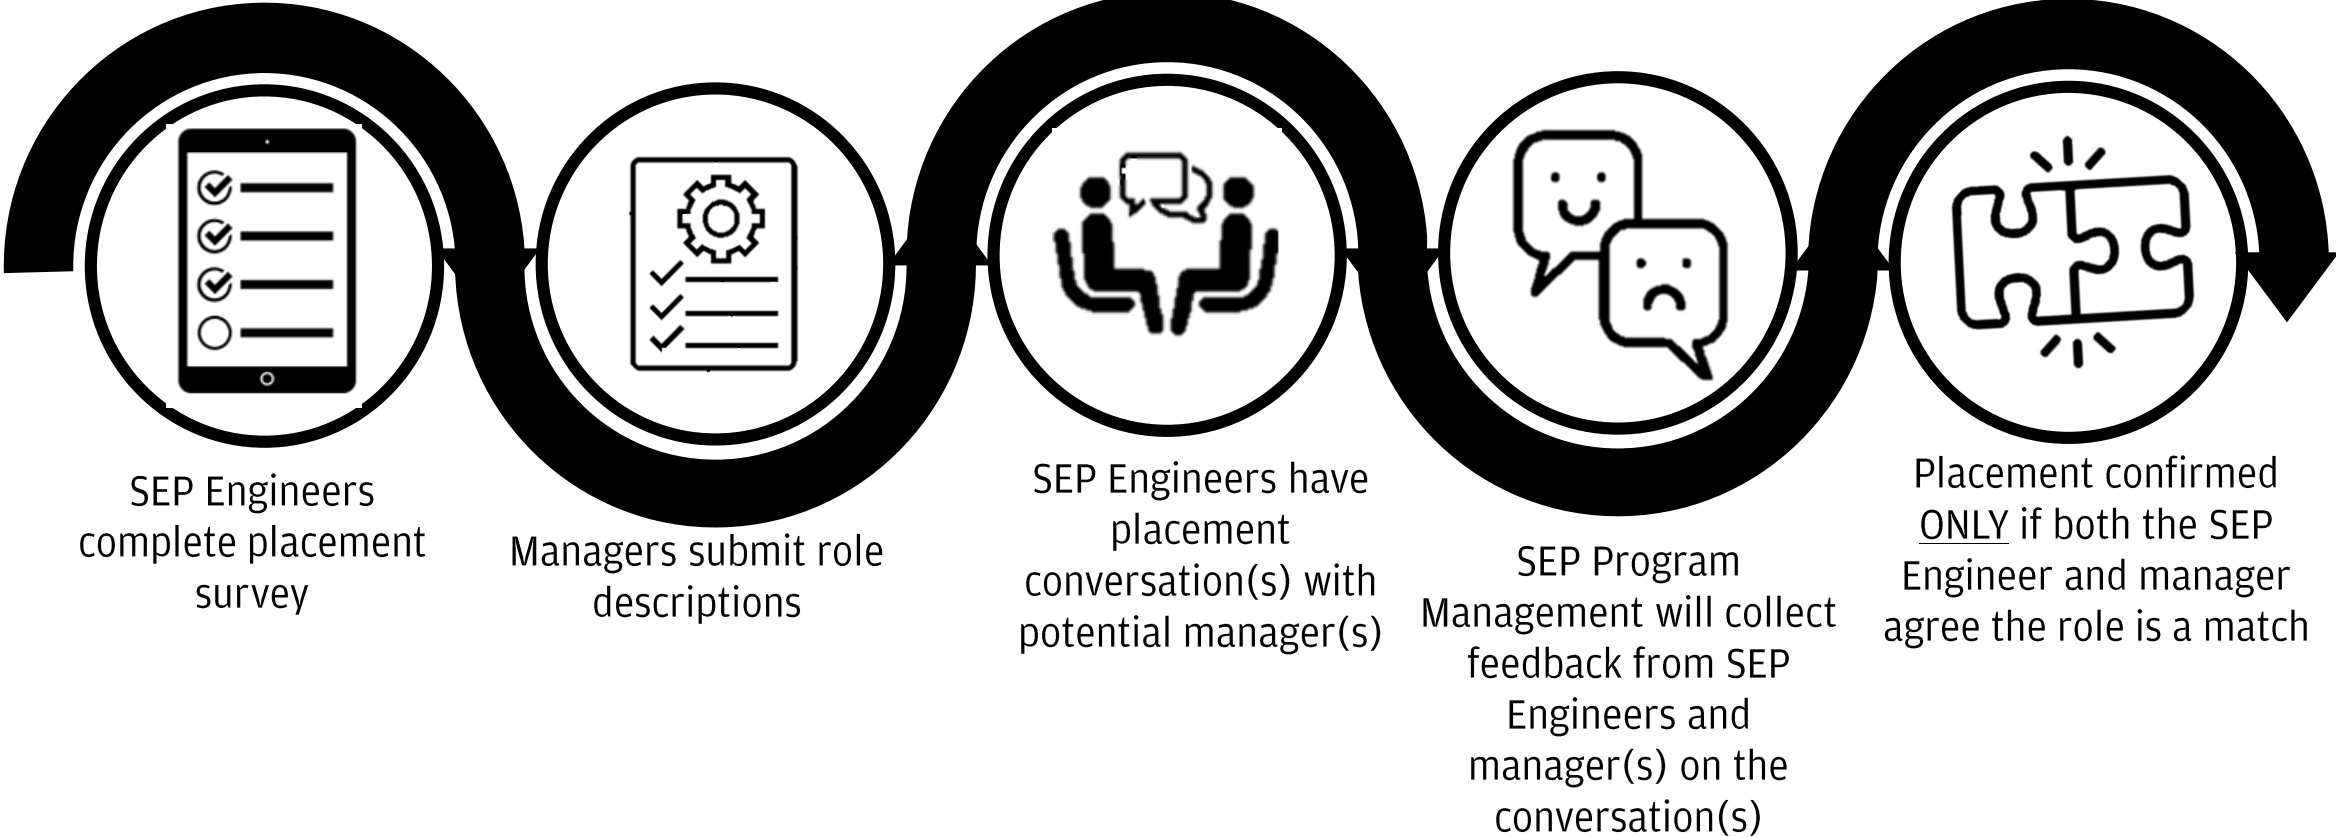 SEP Engineers
complete placement
survey
Managers submit role
descriptions
SEP Engineers have
placement
conversation(s) with
potential manager(s)
SEP Program
Management will collect
feedback from SEP
Engineers and
manager(s) on the
conversation(s)
Placement confirmed
ONLY if both the SEP
Engineer and manager
agree the role is a match